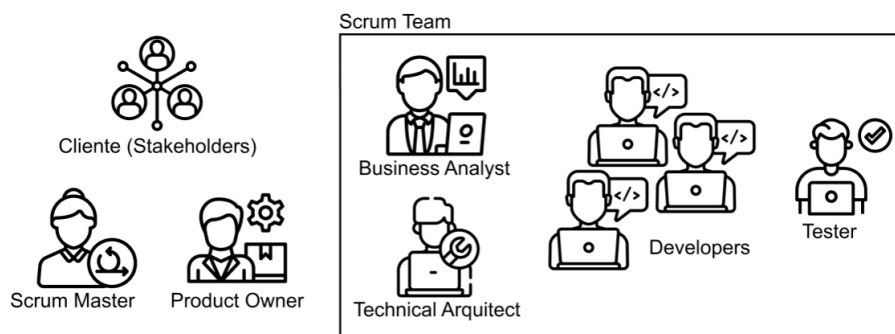 Scrum Team
Cliente (Stakeholders)
Business Analyst
</>
</>
</>
Scrum Master
Product Owner
Technical Arquitect
Developers
Tester